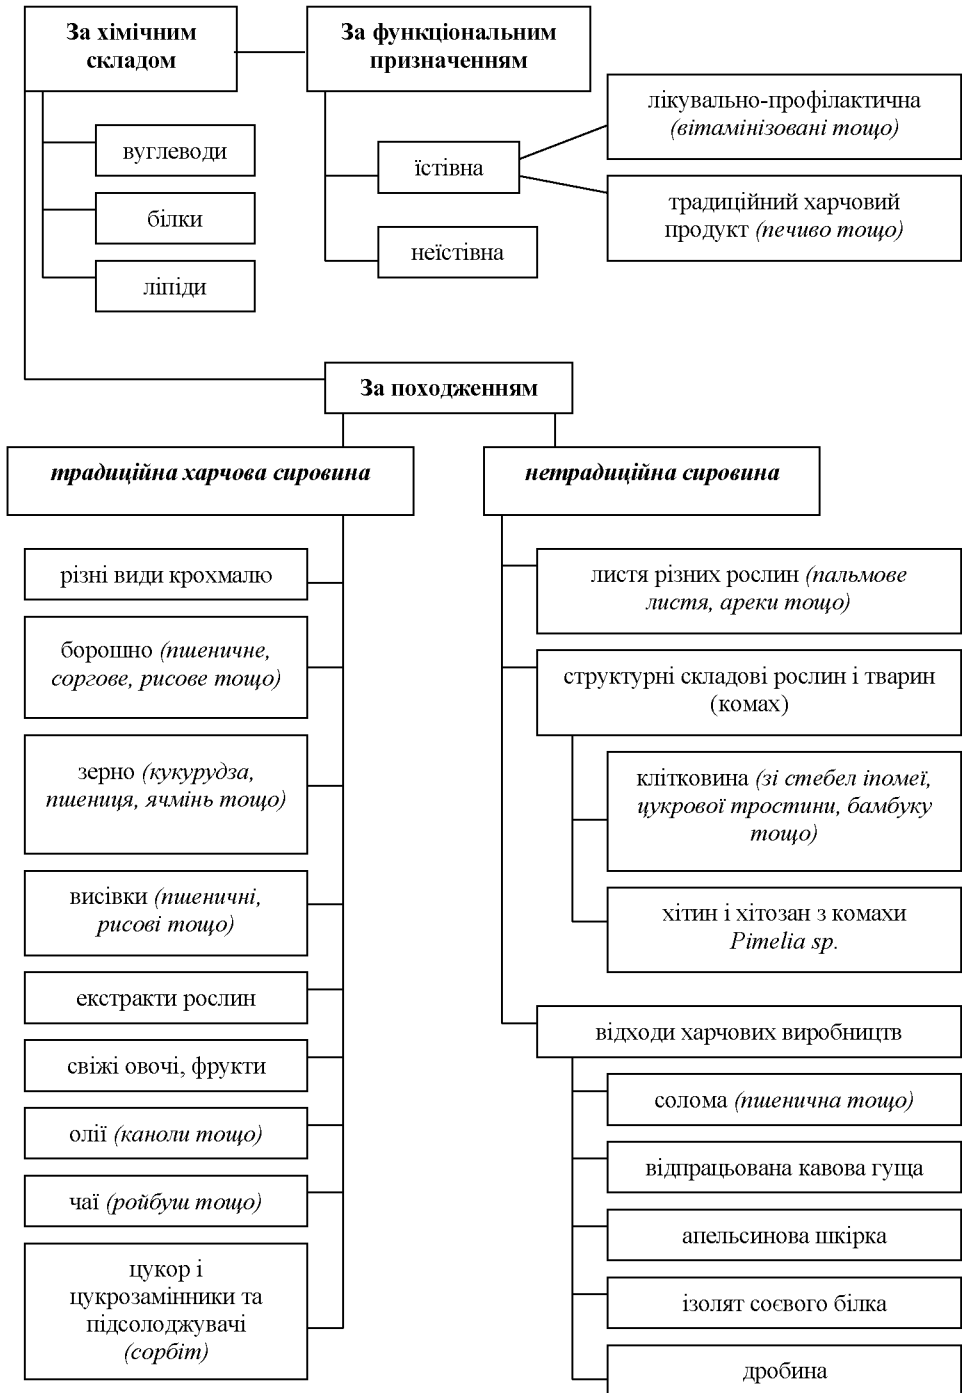 За хімічним
складом
За функціональним
призначенням
вуглеводи
білки
ліпіди
їстівна
неїстівна
лікувально-профілактична
(вітамінізовані тощо)
традиційний харчовий
продукт (печиво тощо)
За походженням
традиційна харчова сировина
різні види крохмалю
борошно (пшеничне,
соргове, рисове тощо)
зерно (кукурудза,
пшениця, ячмінь тощо)
висівки (пшеничні,
рисові тощо)
екстракти рослин
свіжі овочі, фрукти
олії (каноли тощо)
чаї (ройбуш тощо)
цукор і
цукрозамінники та
підсолоджувачі
(сорбіт)
нетрадиційна сировина
листя різних рослин (пальмове
листя, ареки тощо)
структурні складові рослин і тварин
(комах)
клітковина (зі стебел іпомеї,
цукрової тростини, бамбуку
тощо)
хітин і хітозан з комахи
Pimelia sp.
відходи харчових виробництв
солома (пшенична тощо)
відпрацьована кавова гуща
апельсинова шкірка
ізолят соєвого білка
дробина